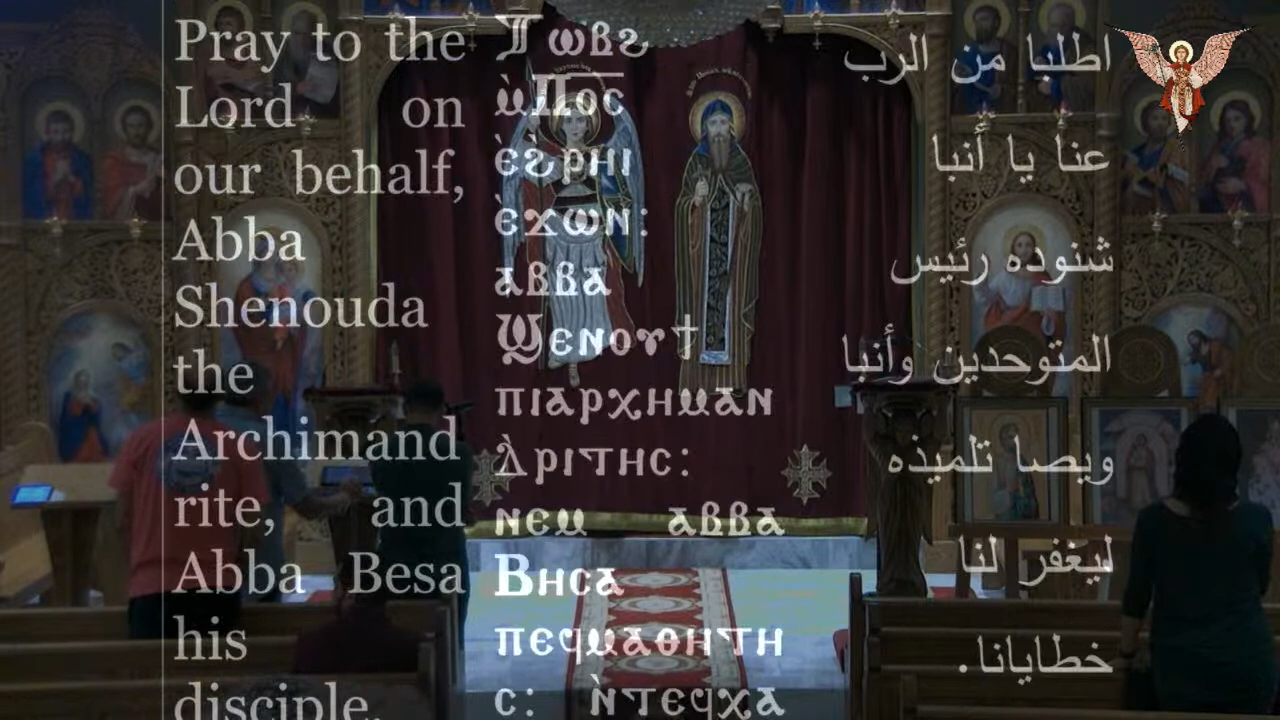 Pray to the
Lord on
our behalf,
Abba
Shenouda
the
Archimand
rite, and
Abba Besa
his
disciple,
Ⲧⲱⲃϩ
ⲙ̀Ⲡ︦ⲟ︦ⲥ︦
ⲉ̀ϩⲣⲏⲓ
ⲉ̀ϫⲱⲛ:
ⲁⲃⲃⲁ
Ϣⲉⲛⲟⲩϯ
ⲡⲓⲁⲣⲭⲏⲙⲁⲛ
ⲇ̀ⲣⲓⲧⲏⲥ:
ⲛⲉⲙ ⲁⲃⲃⲁ
Ⲃⲏⲥⲁ
ⲡⲉϥⲙⲁⲑⲏⲧⲏ
ⲥ: ⲛ̀ⲧⲉϥⲭⲁ
اطلبا من الرب
عنا يا أنبا
شنوده رئيس
المتوحدين وأنبا
ويصا تلميذه
ليغفر لنا
خطايانا.